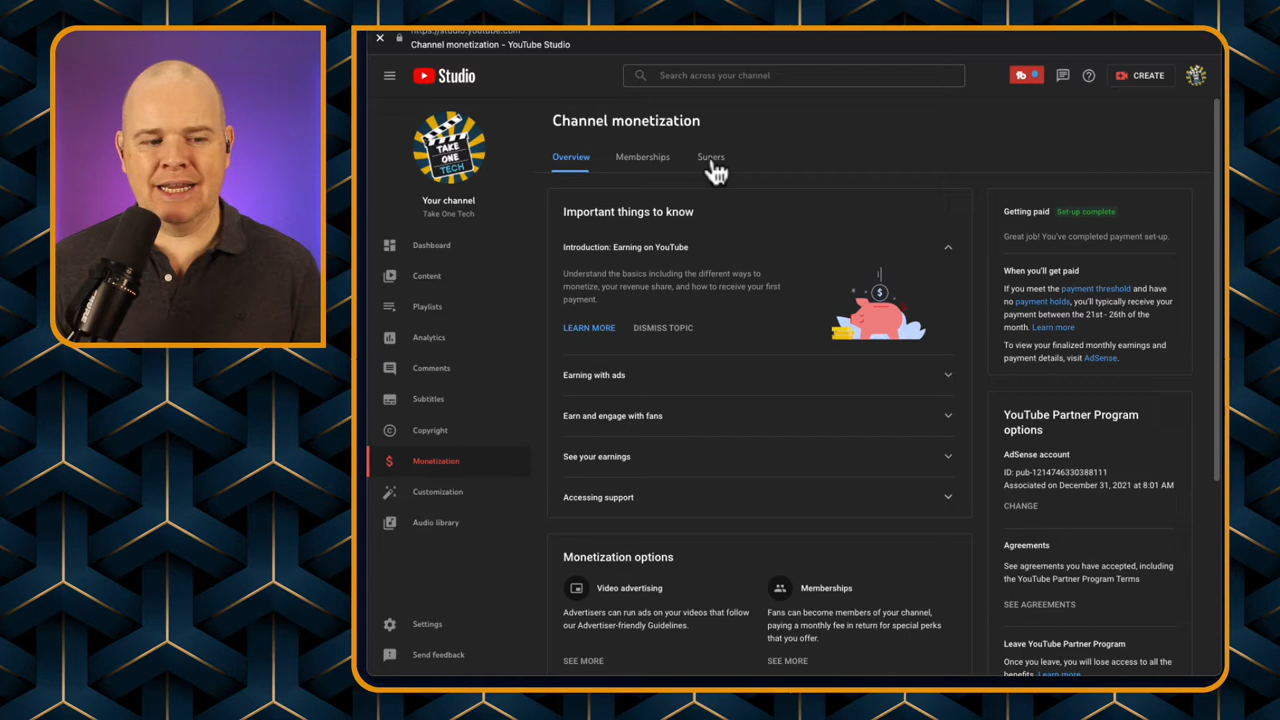 https://studio.youtube.com
Channel monetization - YouTube Studio
Studio
Search across your channel
tb
CREATE
TAKE ONE TECH
Your channel
Take One Tech
Dashboard
Content
Playlists
Analytics
Comments
Subtitles
Copyright
Monetization
Customization
Audio library
Settings
Send feedback
Channel monetization
Overview
Memberships
Supers
Important things to know
Introduction: Earning on YouTube
Understand the basics including the different ways to
monetize, your revenue share, and how to receive your first
payment.
LEARN MORE
DISMISS TOPIC
Earning with ads
Earn and engage with fans
See your earnings
Accessing support
Monetization options
Video advertising
Advertisers can run ads on your videos that follow
our Advertiser-friendly Guidelines.
SEE MORE
Memberships
Fans can become members of your channel,
paying a monthly fee in return for special perks
that you offer.
SEE MORE
Getting paid Set-up complete
Great job! You've completed payment set-up.
When you'll get paid
If you meet the payment threshold and have
no payment holds, you'll typically receive your
payment between the 21st - 26th of the
month. Learn more
To view your finalized monthly earnings and
payment details, visit AdSense.
YouTube Partner Program
options
AdSense account
ID: pub-1214746330388111
Associated on December 31, 2021 at 8:01 AM
CHANGE
Agreements
See agreements you have accepted, including
the YouTube Partner Program Terms
SEE AGREEMENTS
Leave YouTube Partner Program
Once you leave, you will lose access to all the
benefits. Learn more